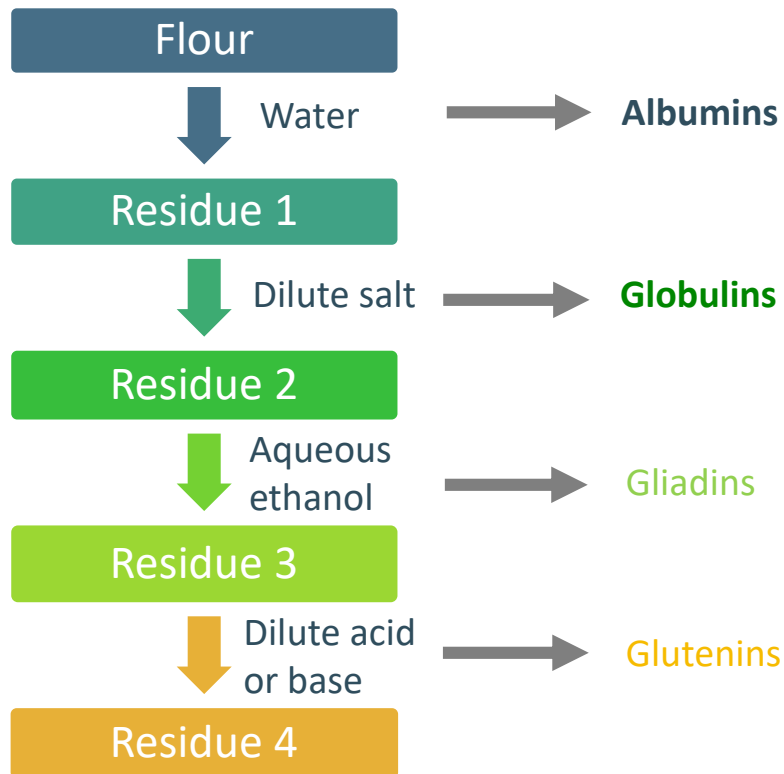 Flour
Water
Albumins
Residue 1
Dilute salt
Globulins
Residue 2
Aqueous
ethanol
Gliadins
Residue 3
Dilute acid
or base
Glutenins
Residue 4